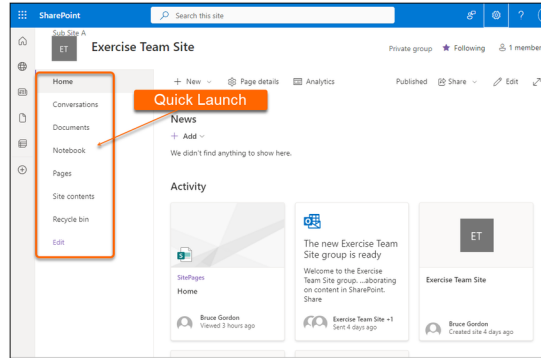 SharePoint
Search this site
?
Sub Site A
ET
Exercise Team Site
Private group
Following
1 member
Home
Conversations
Documents
Notebook
Pages
Site contents
Recycle bin
Edit
New
Page details
Analytics
Published
Share
Edit
Quick Launch
News
Add
We didn't find anything to show here.
Activity
S
SitePages
Home
Bruce Gordon
Viewed 3 hours ago
The new Exercise Team
Site group is ready
Welcome to the Exercise
Team Site group. ...aborating
on content in SharePoint.
Share
Exercise Team Site +1
Sent 4 days ago
ET
Exercise Team Site
Bruce Gordon
Created site 4 days ago